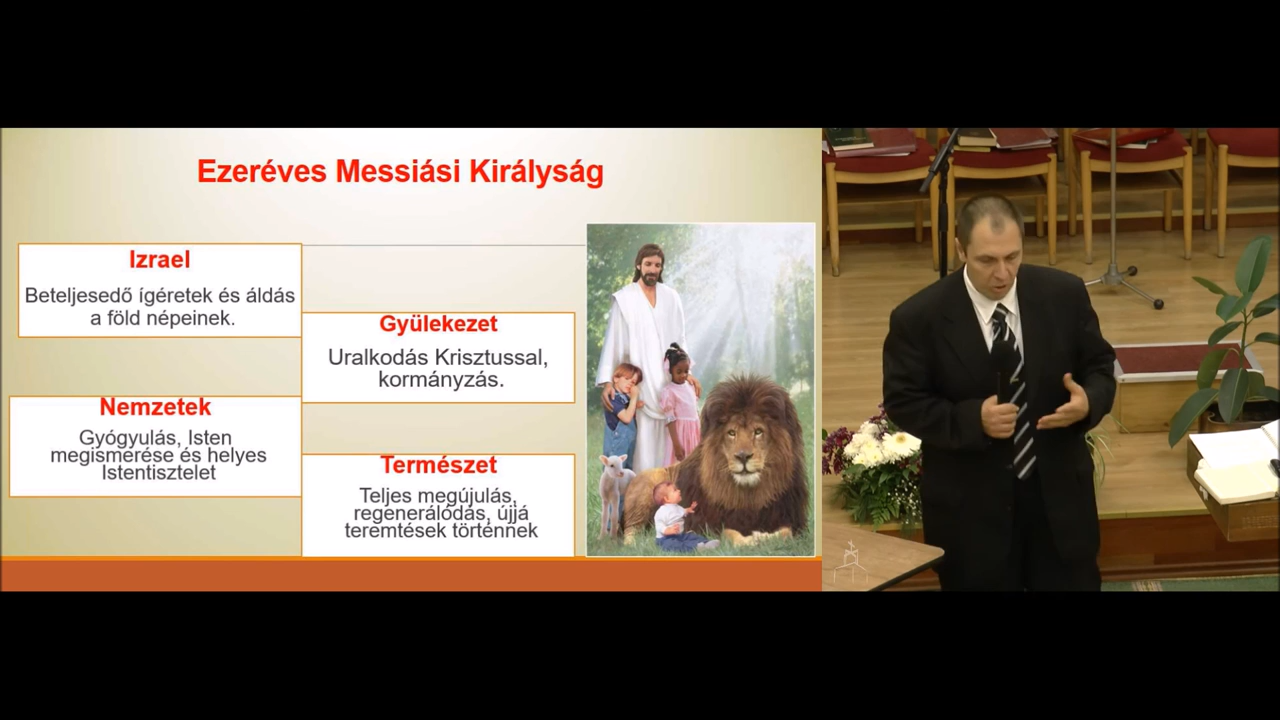 Ezeréves Messiási Királyság
Izrael
Beteljesedő ígéretek és áldás
a föld népeinek.
Gyülekezet
Uralkodás Krisztussal,
kormányzás.
Nemzetek
Gyógyulás, Isten
megismerése és helyes
Istentisztelet
Természet
Teljes megújulás,
regenerálódás, újjá
teremtések történnek